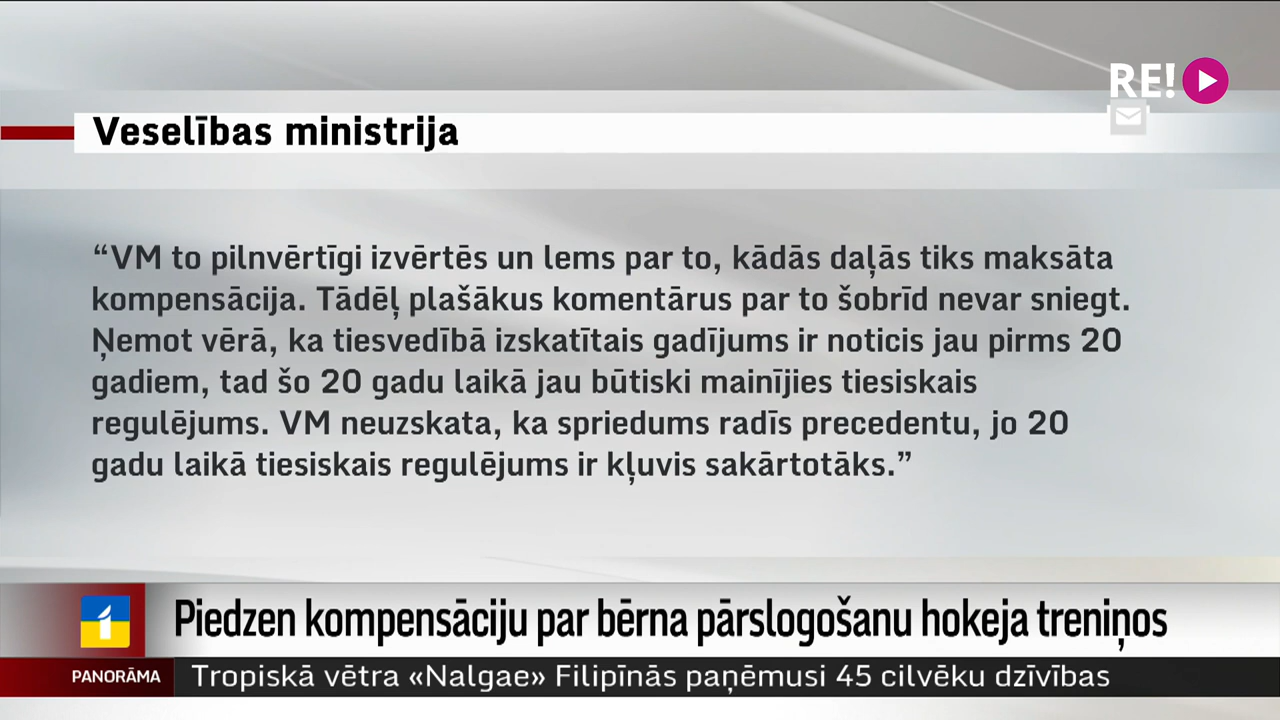 RE!
Veselības ministrija
“VM to pilnvērtīgi izvērtēs un lems par to, kādās daļās tiks maksāta
kompensācija. Tādēļ plašākus komentārus par to šobrīd nevar sniegt.
Ņemot vērā, ka tiesvedībā izskatītais gadījums ir noticis jau pirms 20
gadiem, tad šo 20 gadu laikā jau būtiski mainījies tiesiskais
regulējums. VM neuzskata, ka spriedums radīs precedentu, jo 20
gadu laikā tiesiskais regulējums ir kļuvis sakārtotāks.”
1
Piedzen kompensāciju par bērna pārslogošanu hokeja treniņos
PANORĀMA
Tropiskā vētra «Nalgae» Filipīnās paņēmusi 45 cilvēku dzīvības